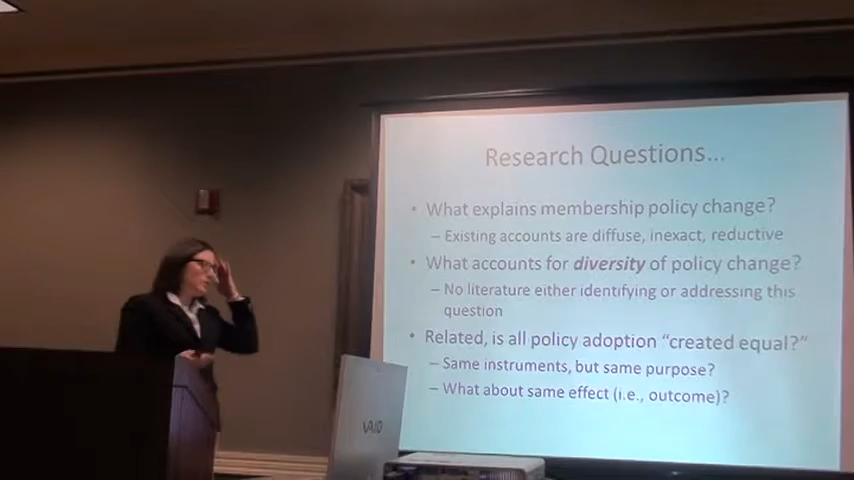 Research Questions...
• What explains membership policy change?
– Existing accounts are diffuse, inexact, reductive
• What accounts for diversity of policy change?
– No literature either identifying or addressing this
question
• Related, is all policy adoption “created equal?”
– Same instruments, but same purpose?
– What about same effect (i.e., outcome)?
VAIO